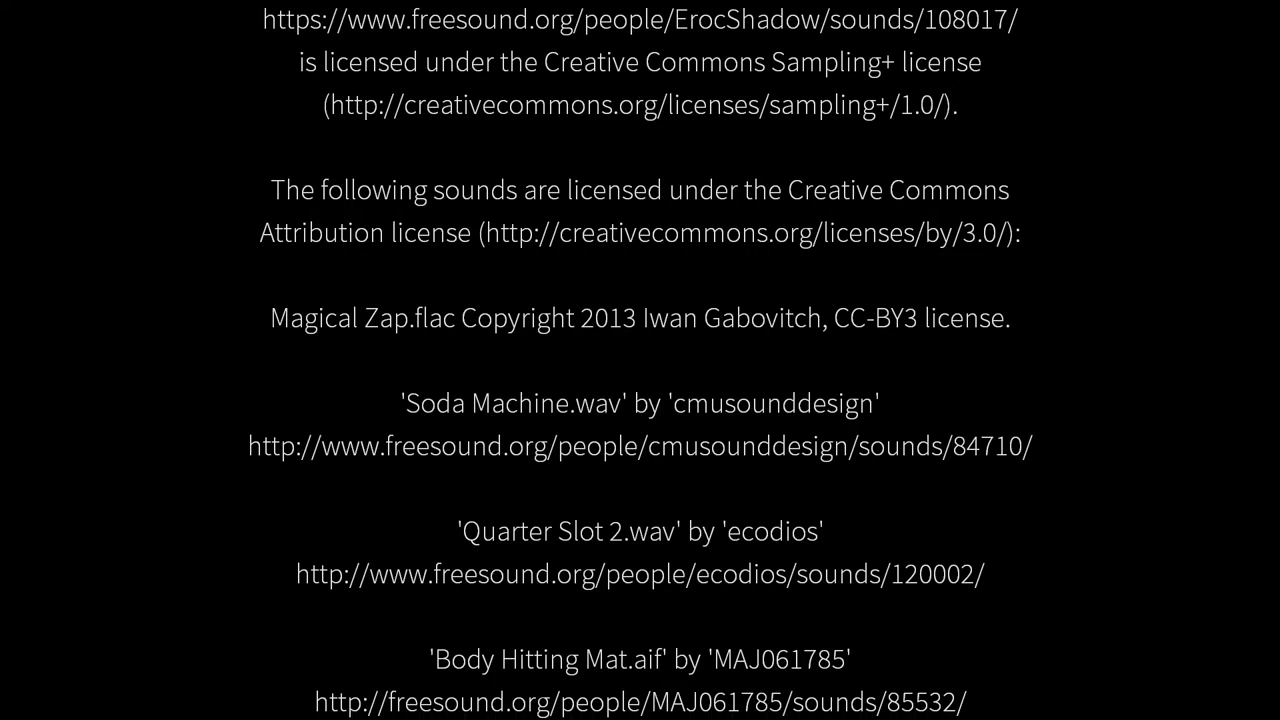 https://www.freesound.org/people/ErocShadow/sounds/108017/
is licensed under the Creative Commons Sampling+ license
(http://creativecommons.org/licenses/sampling+/1.0/).
The following sounds are licensed under the Creative Commons
Attribution license (http://creativecommons.org/licenses/by/3.0/):
Magical Zap.flac Copyright 2013 Iwan Gabovitch, CC-BY3 license.
'Soda Machine.wav' by 'cmusounddesign'
http://www.freesound.org/people/cmusounddesign/sounds/84710/
'Quarter Slot 2.wav' by 'ecodios'
http://www.freesound.org/people/ecodios/sounds/120002/
'Body Hitting Mat.aif' by 'MAJ061785'
http://freesound.org/people/MAJ061785/sounds/85532/